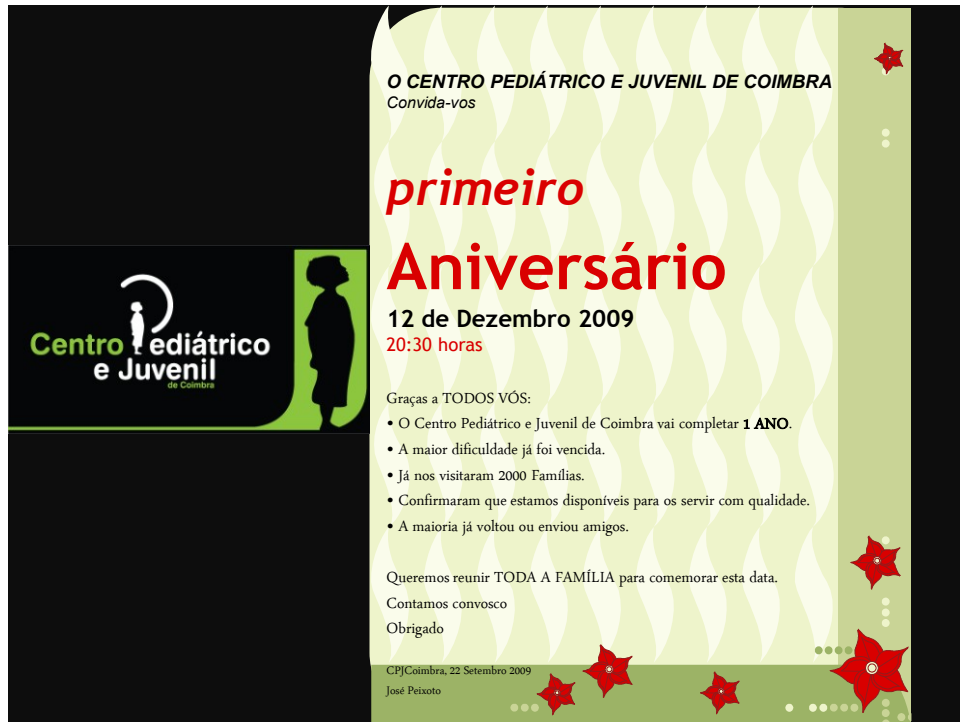 O CENTRO PEDIÁTRICO E JUVENIL DE COIMBRA
Convida-vos
primeiro
Aniversário
12 de Dezembro 2009
20:30 horas
Centro Pediátrico
e Juvenil
de Coimbra
Graças a TODOS VÓS:
• O Centro Pediátrico e Juvenil de Coimbra vai completar 1 ANO.
• A maior dificuldade já foi vencida.
• Já nos visitaram 2000 Famílias.
• Confirmaram que estamos disponíveis para os servir com qualidade.
• A maioria já voltou ou enviou amigos.
Queremos reunir TODA A FAMÍLIA para comemorar esta data.
Contamos convosco
Obrigado
CPJCoimbra, 22 Setembro 2009
José Peixoto